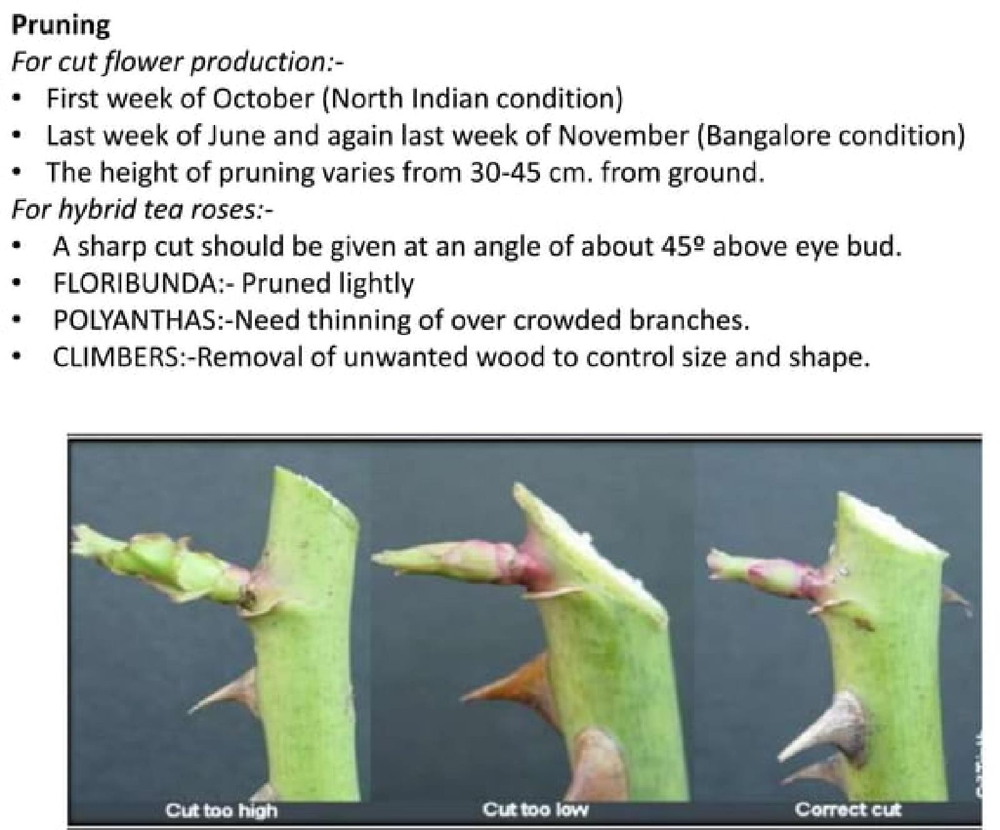 Pruning
For cut flower production:-
• First week of October (North Indian condition)
• Last week of June and again last week of November (Bangalore condition)
• The height of pruning varies from 30-45 cm. from ground.
For hybrid tea roses:-
• A sharp cut should be given at an angle of about 45º above eye bud.
• FLORIBUNDA:- Pruned lightly
• POLYANTHAS:-Need thinning of over crowded branches.
• CLIMBERS:-Removal of unwanted wood to control size and shape.
Cut too high
Cut too low
Correct cut